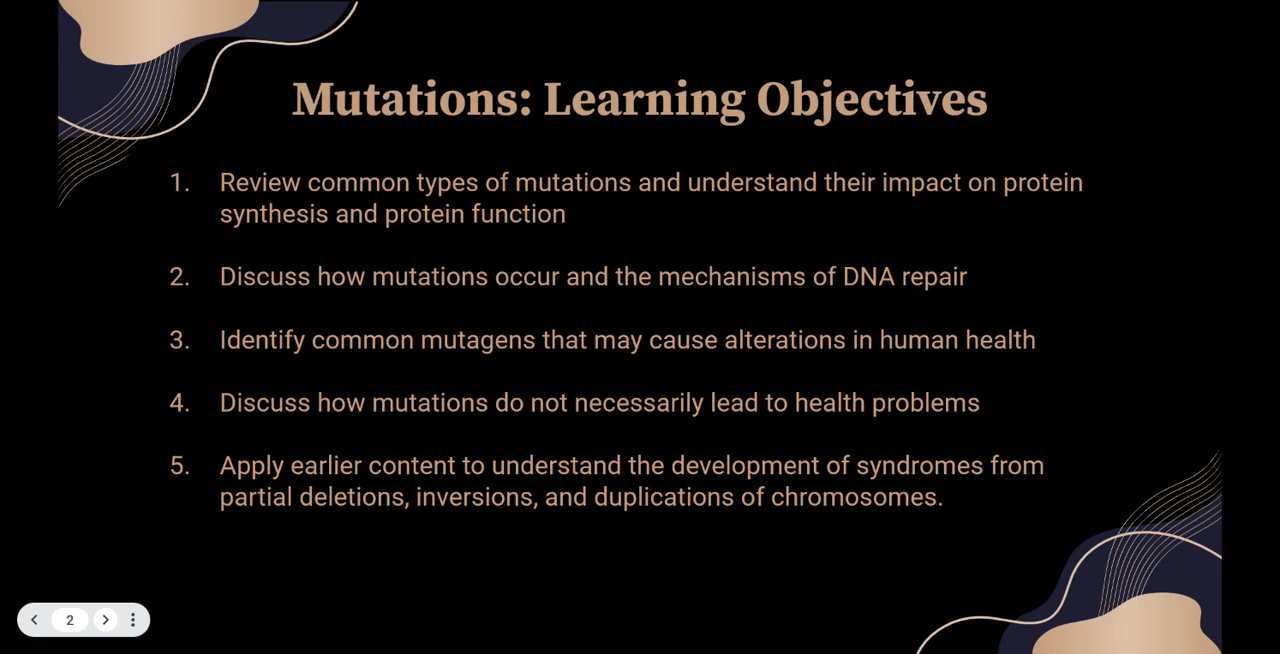 Mutations: Learning Objectives
1. Review common types of mutations and understand their impact on protein
synthesis and protein function
2. Discuss how mutations occur and the mechanisms of DNA repair
3. Identify common mutagens that may cause alterations in human health
4. Discuss how mutations do not necessarily lead to health problems
5. Apply earlier content to understand the development of syndromes from
partial deletions, inversions, and duplications of chromosomes.
2